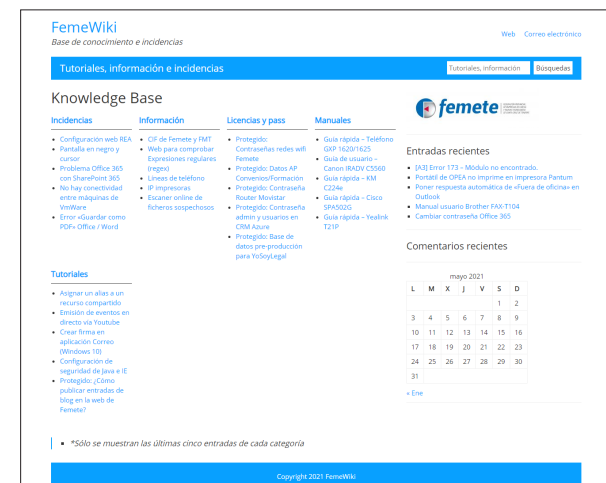 FemeWiki
Base de conocimiento e incidencias
Web Correo electrónico
Tutoriales, información e incidencias
Tutoriales, información
Búsquedas
Knowledge Base
Incidencias
Configuración web REA
Pantalla en negro y
cursor
Problema Office 365
con SharePoint 365
No hay conectividad
entre máquinas de
VmWare
Error «Guardar como
PDF» Office / Word
Información
CIF de Femete y FMT
Web para comprobar
Expresiones regulares
(regex)
Líneas de teléfono
IP impresoras
Escaner online de
ficheros sospechosos
Licencias y pass
Protegido:
Contraseñas redes wifi
Femete
Protegido: Datos AP
Convenios/Formación
Protegido: Contraseña
Router Movistar
Protegido: Contraseña
admin y usuarios en
CRM Azure
Protegido: Base de
datos pre-producción
para YoSoyLegal
Manuales
Guía rápida – Teléfono
GXP 1620/1625
Guía de usuario –
Canon IRADV C5560
Guía rápida – KM
C224e
Guía rápida – Cisco
SPA502G
Guía rápida – Yealink
T21P
Tutoriales
Asignar un alias a un
recurso compartido
Emisión de eventos en
directo vía Youtube
Crear firma en
aplicación Correo
(Windows 10)
Configuración de
seguridad de Java e IE
Protegido: ¿Cómo
publicar entradas de
blog en la web de
Femete?
femete
Entradas recientes
[A3] Error 173 – Módulo no encontrado.
Portátil de OPEA no imprime en impresora Pantum
Poner respuesta automática de «Fuera de oficina» en
Outlook
Manual usuario Brother FAX-T104
Cambiar contraseña Office 365
Comentarios recientes
mayo 2021
L M X J V S D
1 2
3 4 5 6 7 8 9
10 11 12 13 14 15 16
17 18 19 20 21 22 23
24 25 26 27 28 29 30
31
« Ene
*Sólo se muestran las últimas cinco entradas de cada categoría
Copyright 2021 FemeWiki